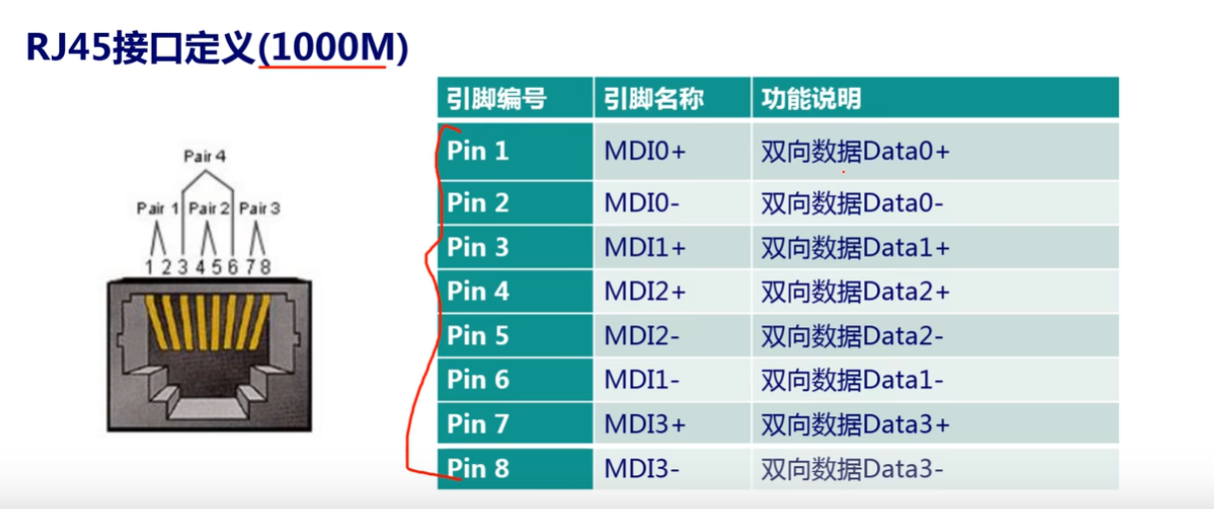 RJ45接口定义(1000M)
Pair 4
Pair 1 Pair 2 Pair 3
1 2 3 4 5 6 7 8
引脚编号 引脚名称 功能说明
Pin 1 MDI0+ 双向数据Data0+
Pin 2 MDI0- 双向数据Data0-
Pin 3 MDI1+ 双向数据Data1+
Pin 4 MDI2+ 双向数据Data2+
Pin 5 MDI2- 双向数据Data2-
Pin 6 MDI1- 双向数据Data1-
Pin 7 MDI3+ 双向数据Data3+
Pin 8 MDI3- 双向数据Data3-